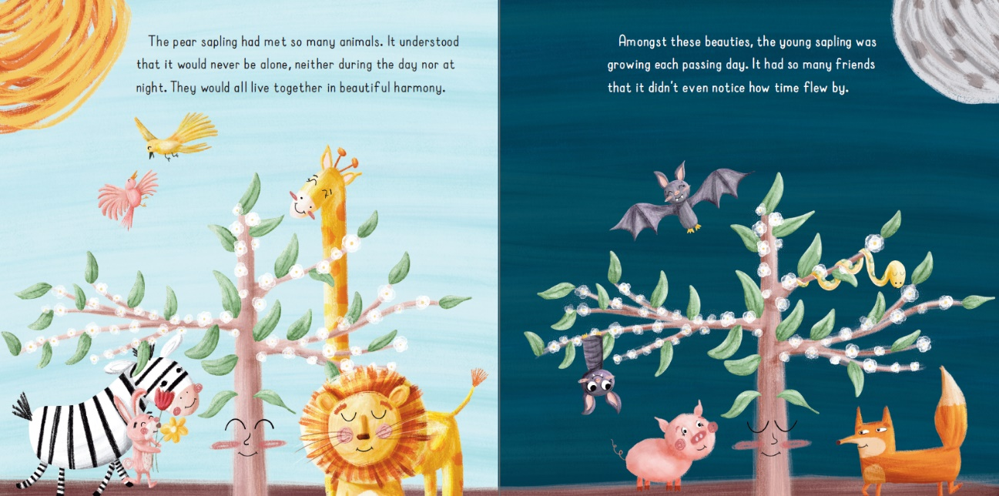 The pear sapling had met so many animals. It understood
that it would never be alone, neither during the day nor at
night. They would all live together in beautiful harmony.
Amongst these beauties, the young sapling was
growing each passing day. It had so many friends
that it didn't even notice how time flew by.